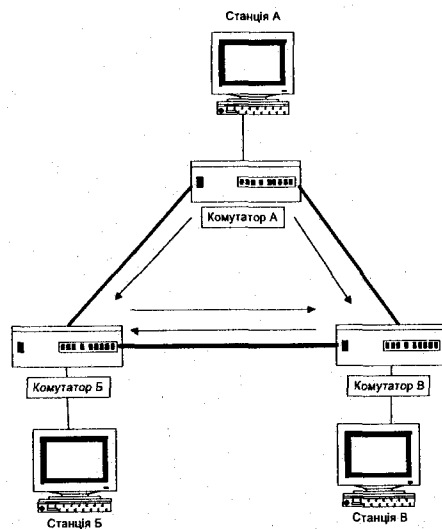 Станція А
Комутатор А
Комутатор Б
Комутатор В
Станція Б
Станція В